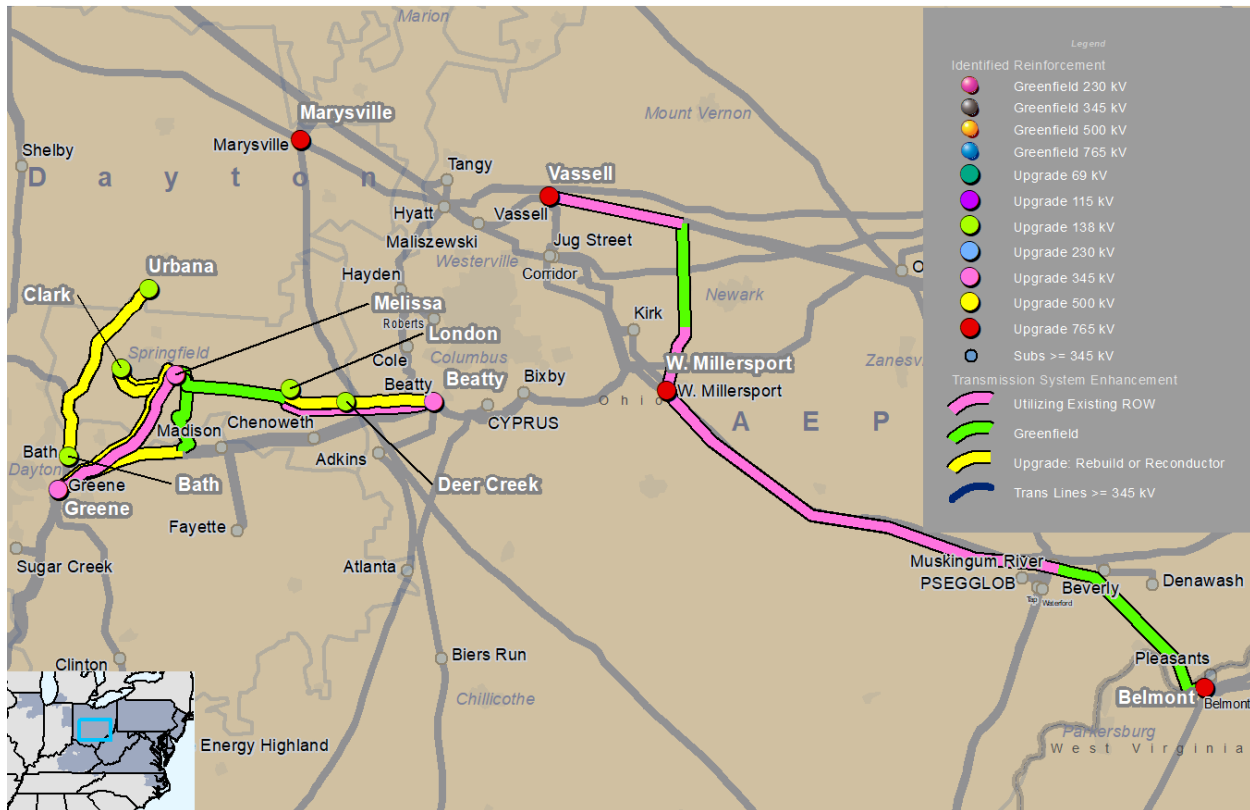 Marion
Marysville
Marysville
Mount Vernon
Shelby
Dayton
Tangy
Vassell
Hyatt
Vassell
Maliszewski
Jug Street
Westerville
Corridor
Urbana
Hayden
Newark
Clark
Melissa
Roberts
London
Kirk
Springfield
Cole
Columbus
Zanesv
Beatty
Beatty
Bixby
W. Millersport
W. Millersport
Ohio
AEP
CYPRUS
Madison
Chenoweth
Bath
Adkins
Dayton
Greene
Bath
Deer Creek
Greene
Fayette
Sugar Creek
Atlanta
Muskingum River
PSEGGLOB
Beverly
Denawash
Tap
Waterford
Clinton
Biers Run
Pleasants
Chillicothe
Belmont
Belmont
Parkersburg
West Virginia
Energy Highland
Legend
Identified Reinforcement
Greenfield 230 kV
Greenfield 345 kV
Greenfield 500 kV
Greenfield 765 kV
Upgrade 69 kV
Upgrade 115 kV
Upgrade 138 kV
Upgrade 230 kV
Upgrade 345 kV
Upgrade 500 kV
Upgrade 765 kV
Subs >= 345 kV
Transmission System Enhancement
Utilizing Existing ROW
Greenfield
Upgrade: Rebuild or Reconductor
Trans Lines >= 345 kV